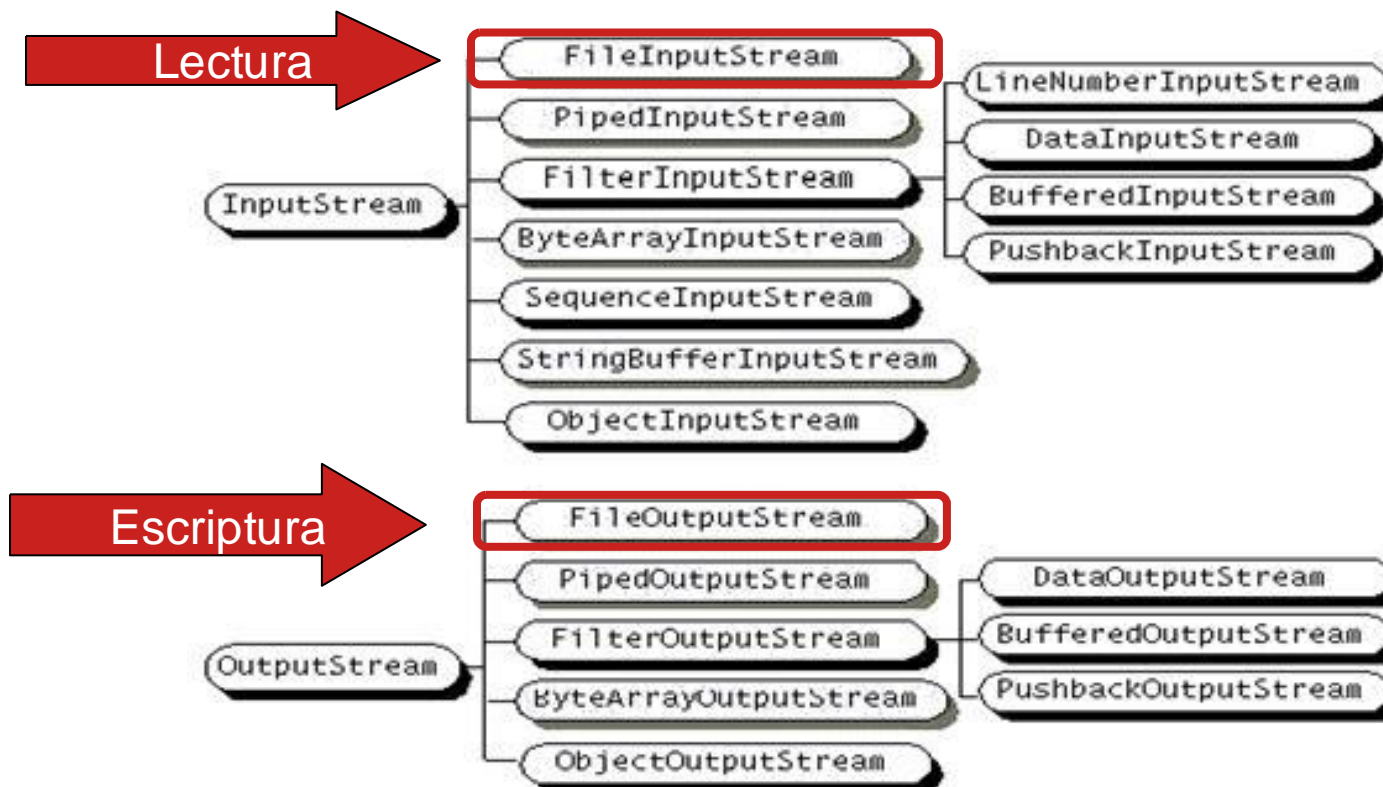 Lectura
InputStream
FileInputStream
PipedInputStream
FilterInputStream
ByteArrayInputStream
SequenceInputStream
StringBufferInputStream
ObjectInputStream
LineNumberInputStream
DataInputStream
BufferedInputStream
PushbackInputStream
Escriptura
OutputStream
FileOutputStream
PipedOutputStream
FilterOutputStream
ByteArrayOutputStream
ObjectOutputStream
DataOutputStream
BufferedOutputStream
PushbackOutputStream